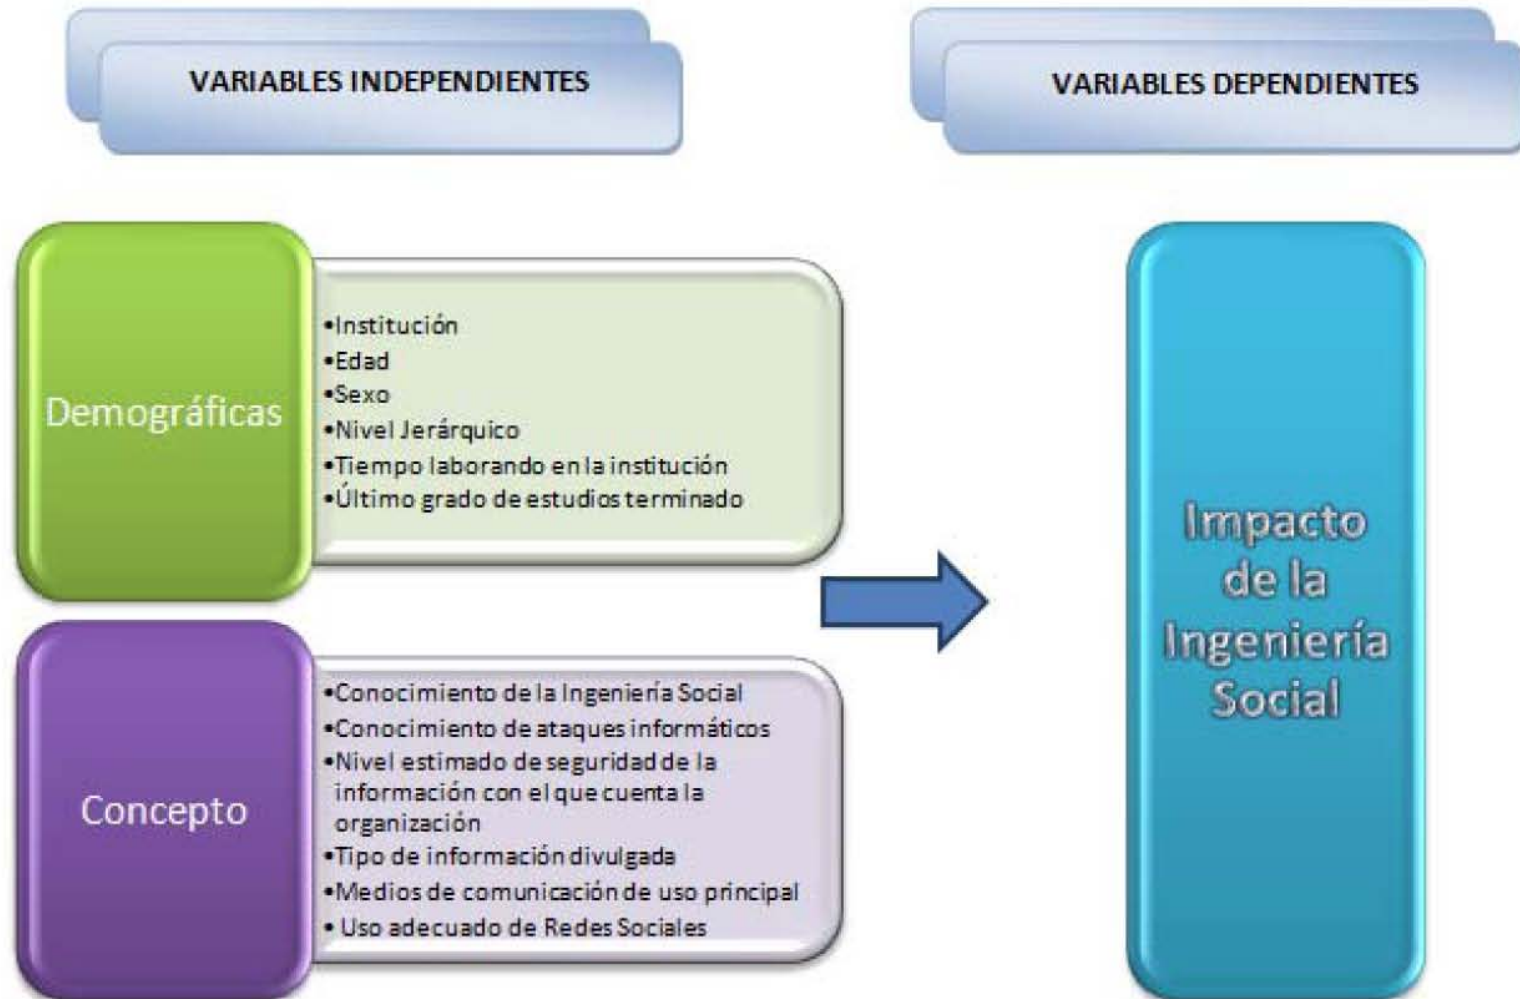 VARIABLES INDEPENDIENTES
VARIABLES DEPENDIENTES
Demográficas
•Institución
•Edad
•Sexo
•Nivel Jerárquico
•Tiempo laborando en la institución
•Último grado de estudios terminado
Concepto
•Conocimiento de la Ingeniería Social
•Conocimiento de ataques informáticos
•Nivel estimado de seguridad de la
información con el que cuenta la
organización
•Tipo de información divulgada
•Medios de comunicación de uso principal
• Uso adecuado de Redes Sociales
Impacto
de la
Ingeniería
Social